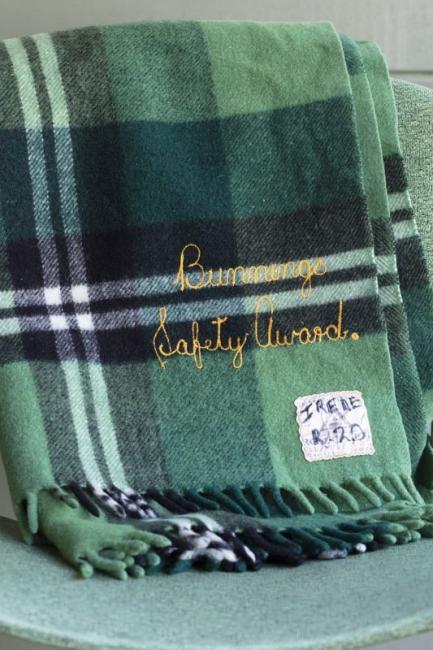 Bunnings
Safety Award.
IREDE
R-20